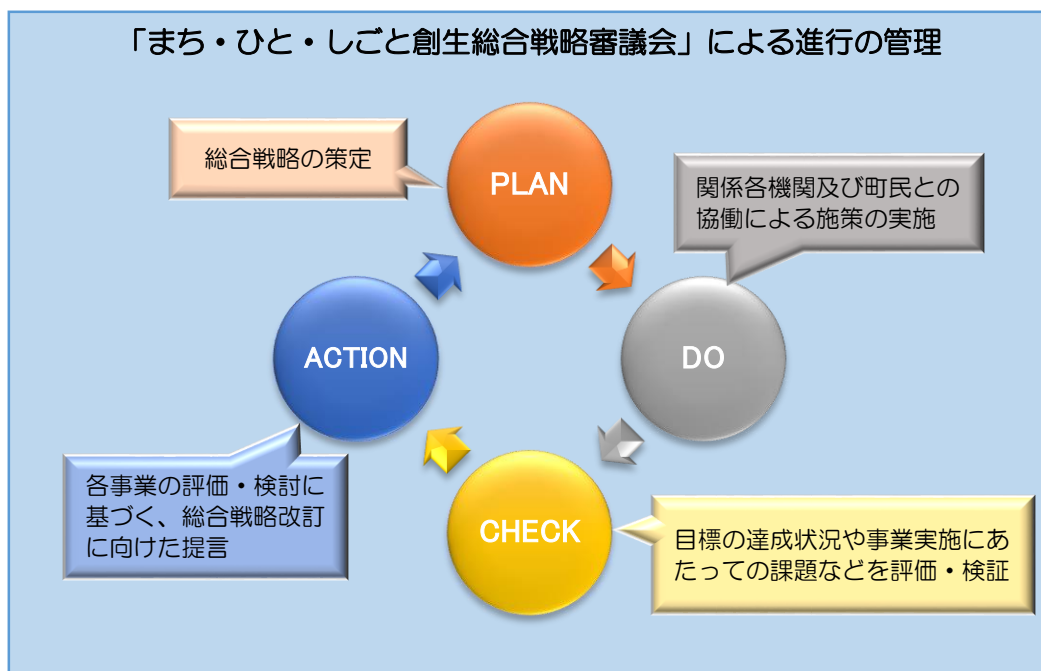 「まち・ひと・しごと創生総合戦略審議会」による進行の管理
総合戦略の策定
PLAN
関係各機関及び町民との
協働による施策の実施
DO
ACTION
CHECK
各事業の評価・検討に
基づく、総合戦略改訂
に向けた提言
目標の達成状況や事業実施にあ
たっての課題などを評価・検証